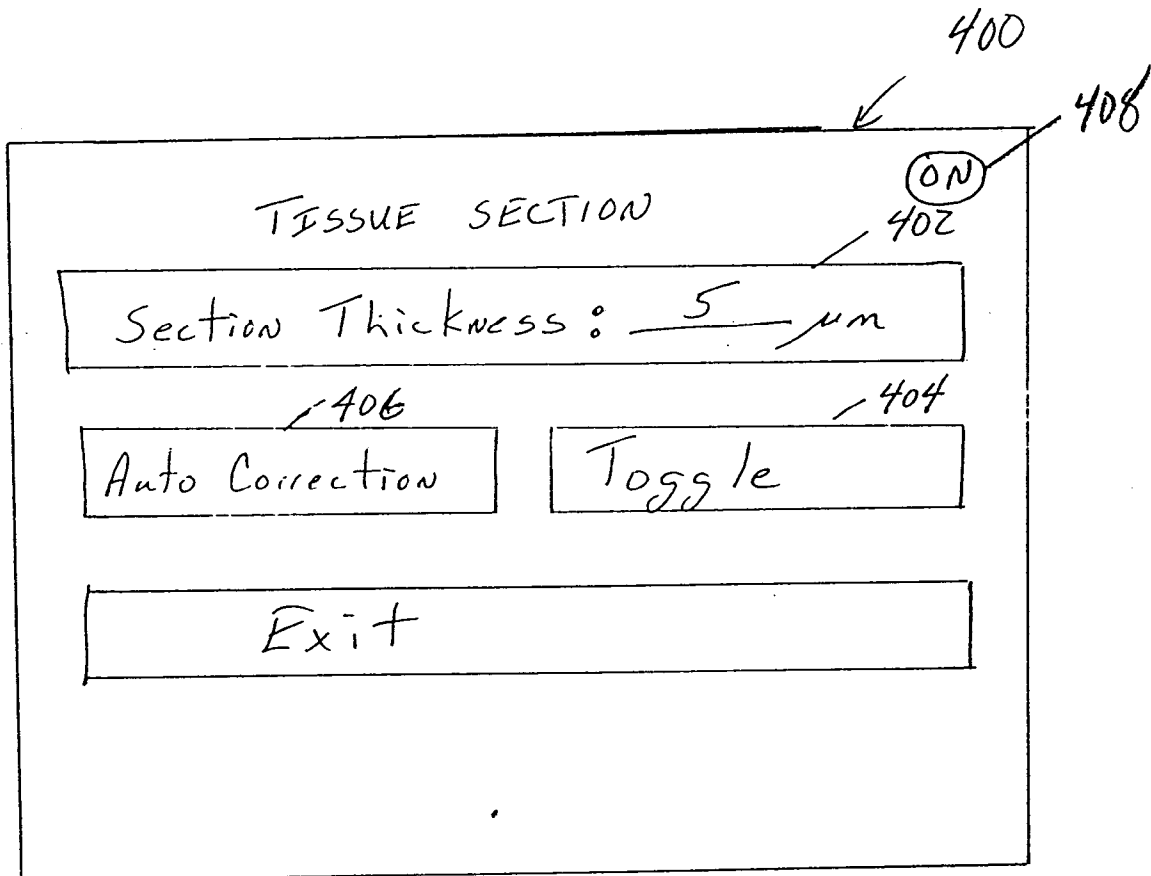 400
408
ON
TISSUE SECTION
402
Section Thickness: 5 μm
406
404
Auto Correction
Toggle
Exit